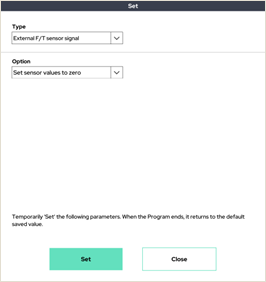 Set
Type
External F/T sensor signal
Option
Set sensor values to zero
Temporarily 'Set' the following parameters. When the Program ends, it returns to the default
saved value.
Set
Close